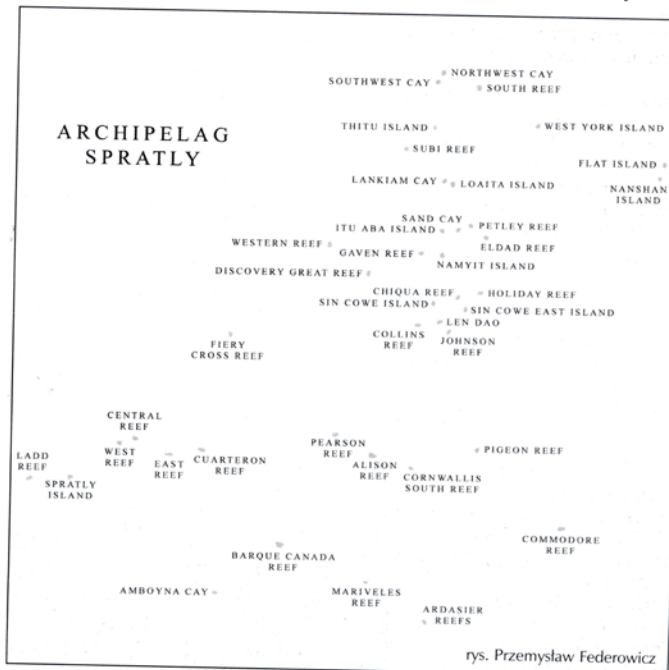 NORTHWEST CAY
SOUTHWEST CAY
SOUTH REEF
ARCHIPELAG
SPRATLY
THITU ISLAND
WEST YORK ISLAND
SUBI REEF
FLAT ISLAND
LANKIAM CAY
LOAITA ISLAND
NANSHAN
ISLAND
SAND CAY
ITU ABA ISLAND
PETLEY REEF
WESTERN REEF
ELDAD REEF
GAVEN REEF
NAMYIT ISLAND
DISCOVERY GREAT REEF
CHIQUA REEF
HOLIDAY REEF
SIN COWE ISLAND
SIN COWE EAST ISLAND
LEN DAO
COLLINS
REEF
JOHNSON
REEF
FIERY
CROSS REEF
CENTRAL
REEF
LADD
REEF
WEST
REEF
EAST
REEF
CUARTERON
REEF
PEARSON
REEF
PIGEON REEF
ALISON
REEF
SPRATLY
ISLAND
CORNWALLIS
SOUTH REEF
COMMODORE
REEF
BARQUE CANADA
REEF
AMBOYNA CAY
MARIVELES
REEF
ARDASIER
REEFS
rys. Przemysław Federowicz